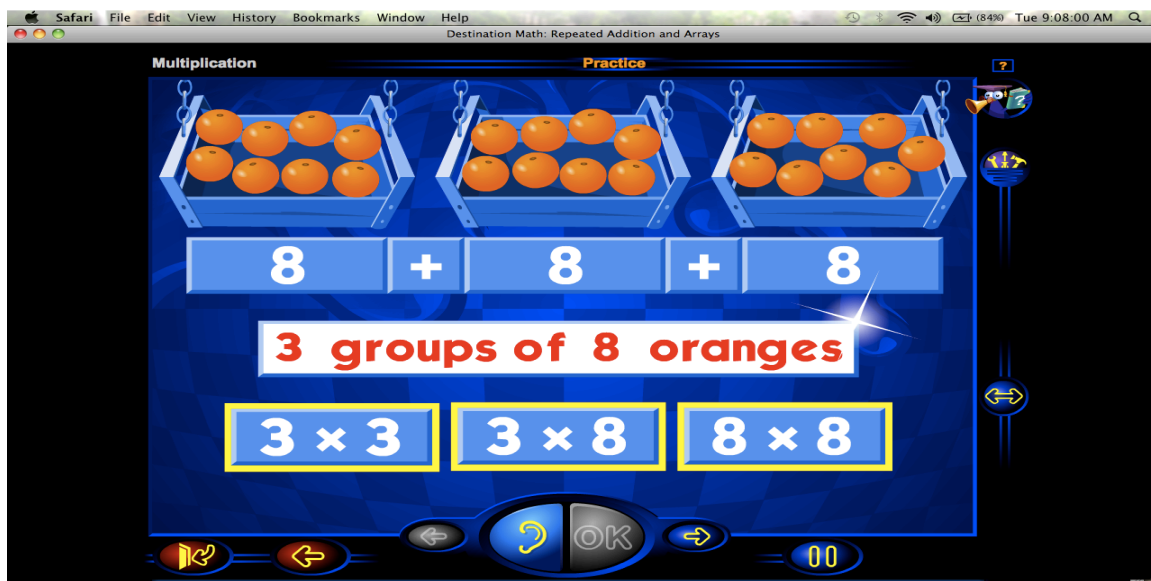 Safari File Edit View History Bookmarks Window Help (84%) Tue 9:08:00 AM
Destination Math: Repeated Addition and Arrays
Multiplication Practice ?
?
8 + 8 + 8
3 groups of 8 oranges
3 × 3 3 × 8 8 × 8
OK